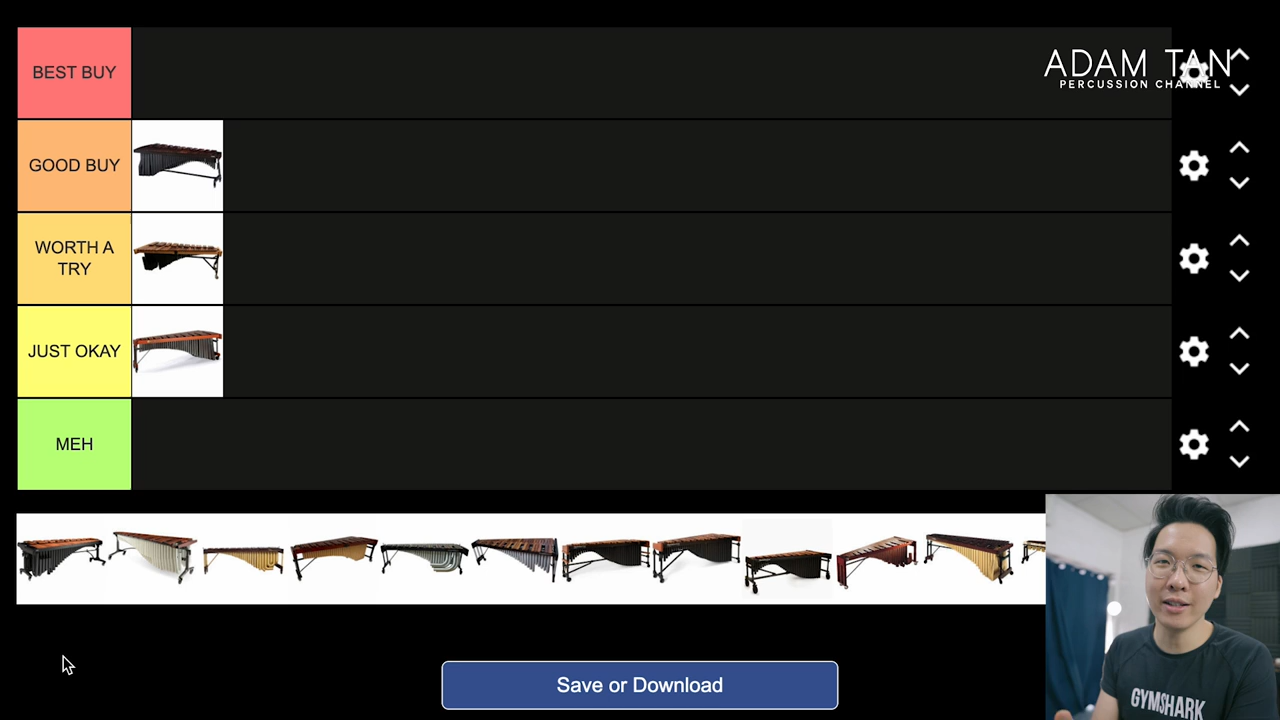 BEST BUY
ADAM TAN
PERCUSSION CHANNEL
GOOD BUY
WORTH A
TRY
JUST OKAY
MEH
Save or Download
GYMSHARK